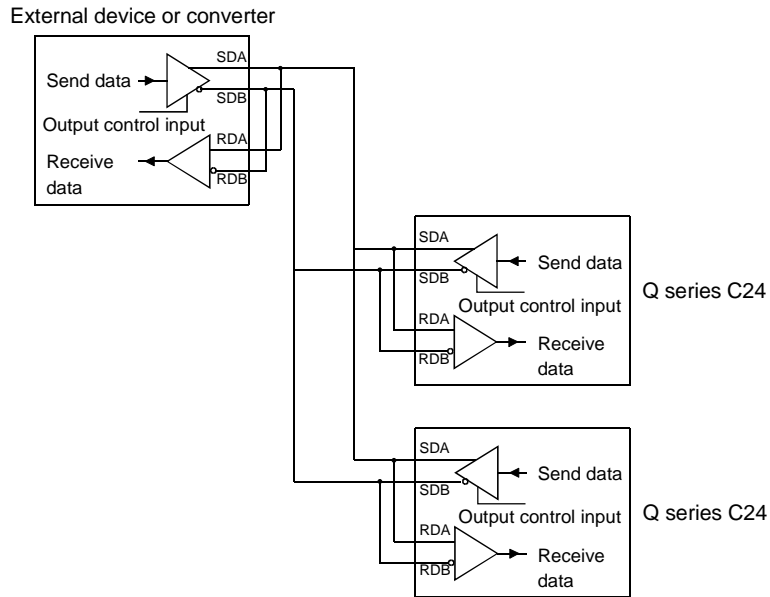 External device or converter
SDA
Send data
SDB
Output control input
RDA
Receive
data
RDB
SDA
Send data
SDB
Q series C24
Output control input
RDA
Receive
data
RDB
SDA
Send data
SDB
Output control input
Q series C24
RDA
Receive
data
RDB